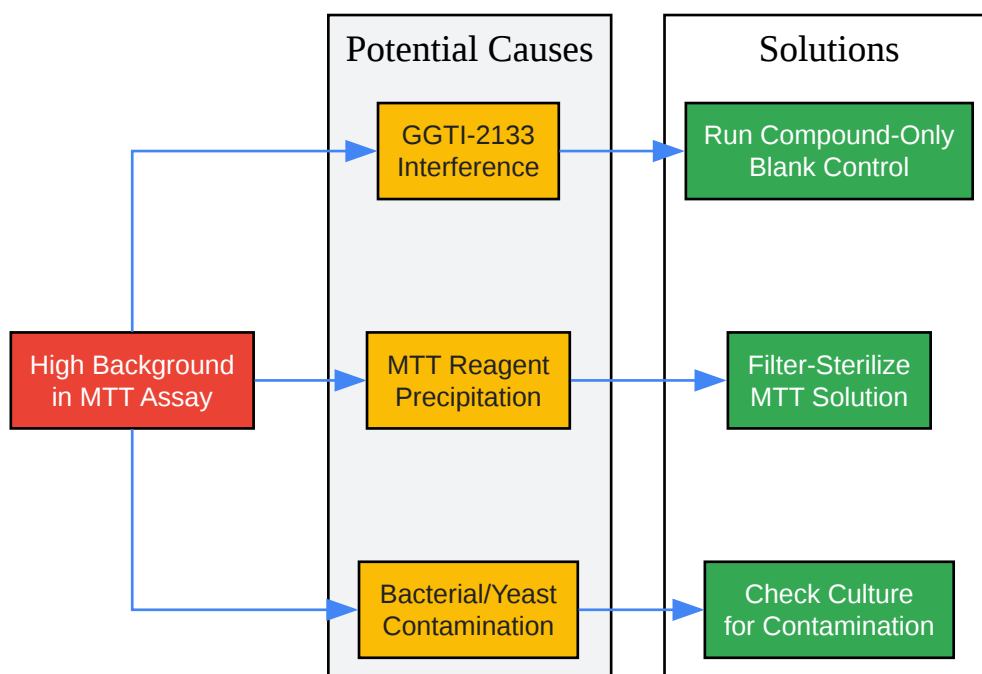 Potential Causes
Solutions
GGTI-2133
Interference
Run Compound-Only
Blank Control
High Background
in MTT Assay
MTT Reagent
Precipitation
Filter-Sterilize
MTT Solution
Bacterial/Yeast
Contamination
Check Culture
for Contamination